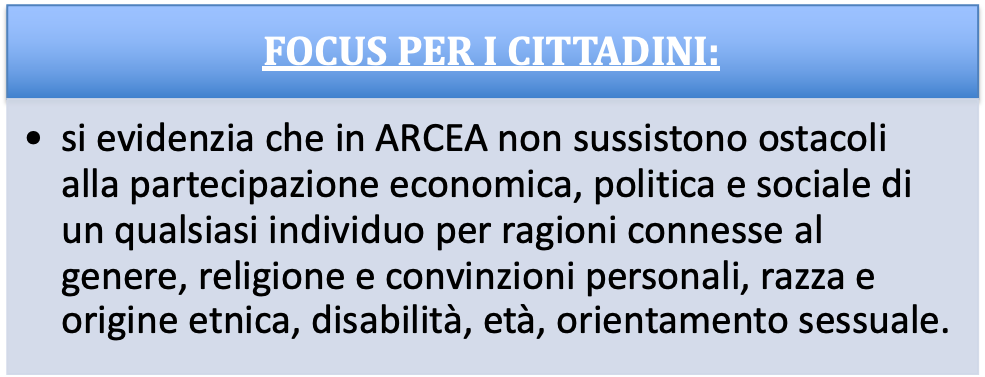 FOCUS PER I CITTADINI:
• si evidenzia che in ARCEA non sussistono ostacoli
alla partecipazione economica, politica e sociale di
un qualsiasi individuo per ragioni connesse al
genere, religione e convinzioni personali, razza e
origine etnica, disabilità, età, orientamento sessuale.